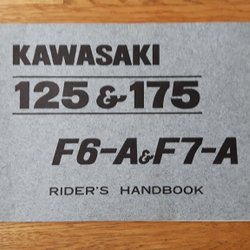 KAWASAKI
125 & 175
F6-A & F7-A
RIDER'S HANDBOOK